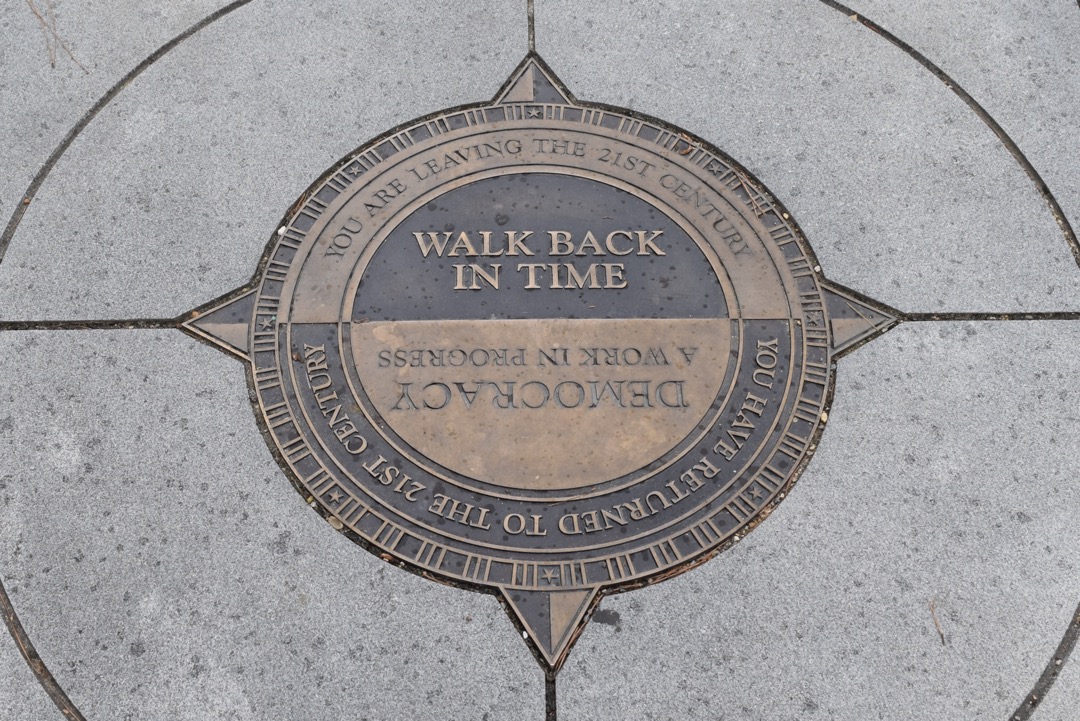 YOU ARE LEAVING THE 21ST CENTURY
WALK BACK
IN TIME
DEMOCRACY
A WORK IN PROGRESS
YOU HAVE RETURNED TO THE 21ST CENTURY